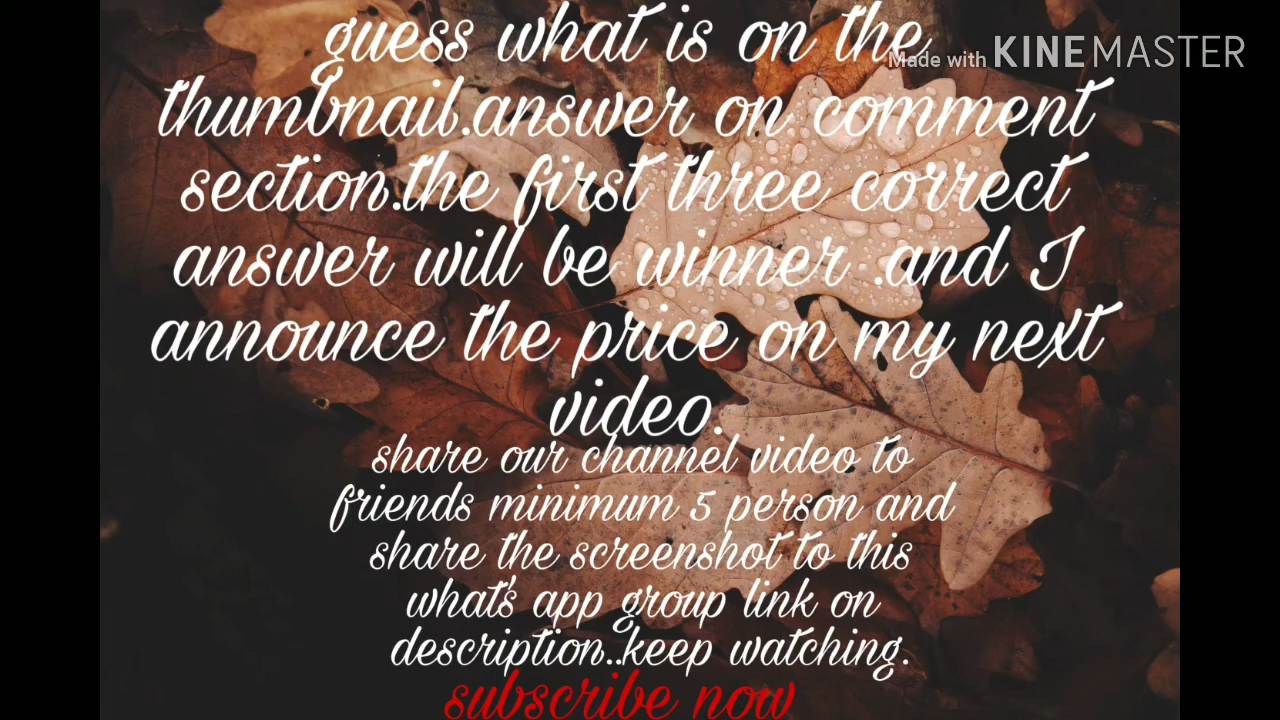 guess what is on the
Made with KINEMASTER
thumbnail.answer on comment
section.the first three correct
answer will be winner .and I
announce the price on my next
video.
share our channel video to
friends minimum 5 person and
share the screenshot to this
what's app group link on
description..keep watching.
subscribe now